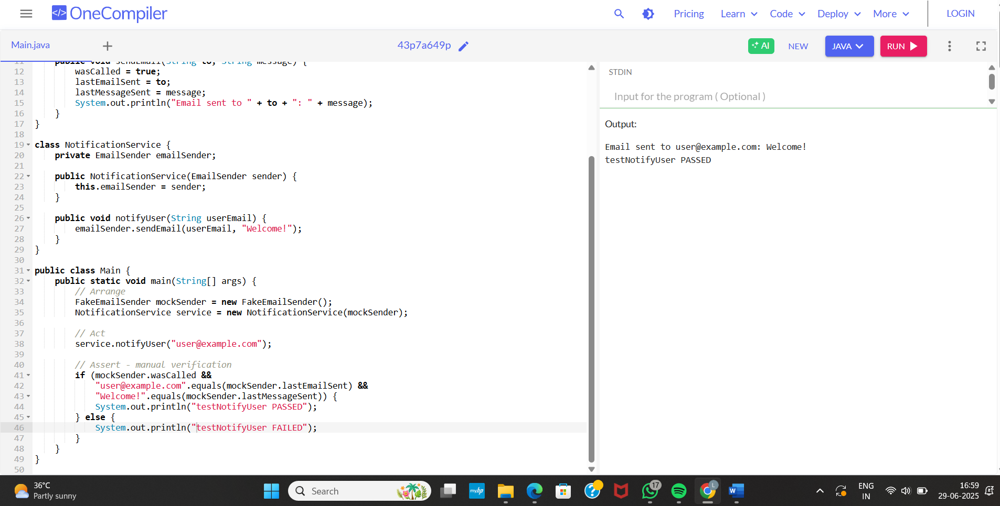 </> OneCompiler
Pricing Learn Code Deploy More LOGIN
Main.java + 43p7a649p AI NEW JAVA RUN
11 public void sendEmail(String to, String message) {
12 wasCalled = true;
13 lastEmailSent = to;
14 lastMessageSent = message;
15 System.out.println("Email sent to " + to + ": " + message);
16 }
17 }
18
19 class NotificationService {
20 private EmailSender emailSender;
21
22 public NotificationService(EmailSender sender) {
23 this.emailSender = sender;
24 }
25
26 public void notifyUser(String userEmail) {
27 emailSender.sendEmail(userEmail, "Welcome!");
28 }
29 }
30
31 public class Main {
32 public static void main(String[] args) {
33 // Arrange
34 FakeEmailSender mockSender = new FakeEmailSender();
35 NotificationService service = new NotificationService(mockSender);
36
37 // Act
38 service.notifyUser("user@example.com");
39
40 // Assert - manual verification
41 if (mockSender.wasCalled &&
42 "user@example.com".equals(mockSender.lastEmailSent) &&
43 "Welcome!".equals(mockSender.lastMessageSent)) {
44 System.out.println("testNotifyUser PASSED");
45 } else {
46 System.out.println("testNotifyUser FAILED");
47 }
48 }
49 }
50
STDIN
Input for the program ( Optional )
Output:
Email sent to user@example.com: Welcome!
testNotifyUser PASSED
36°C
Partly sunny
Search
myhp
17
L
W
ENG
IN
16:59
29-06-2025